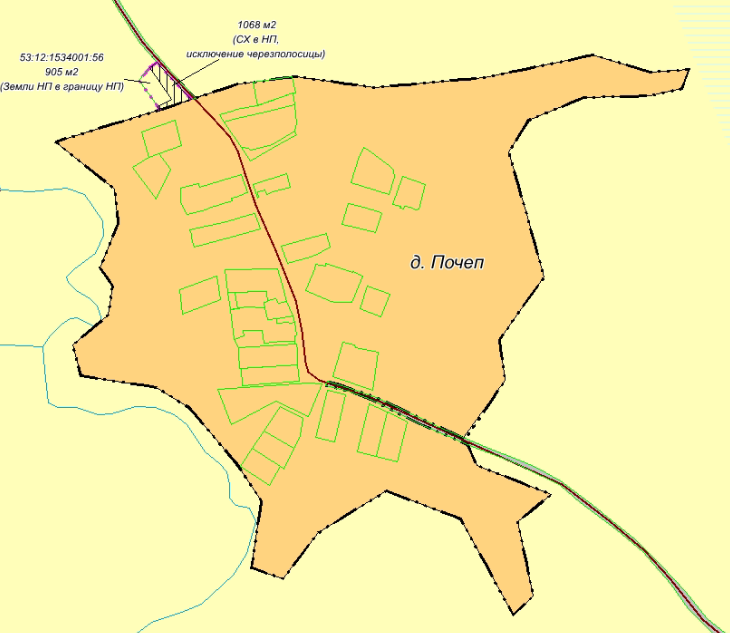 1068 м2
(СХ в НП,
исключение черезполосицы)
53:12:1534001:56
905 м2
(Земли НП в границу НП)
д. Почеп